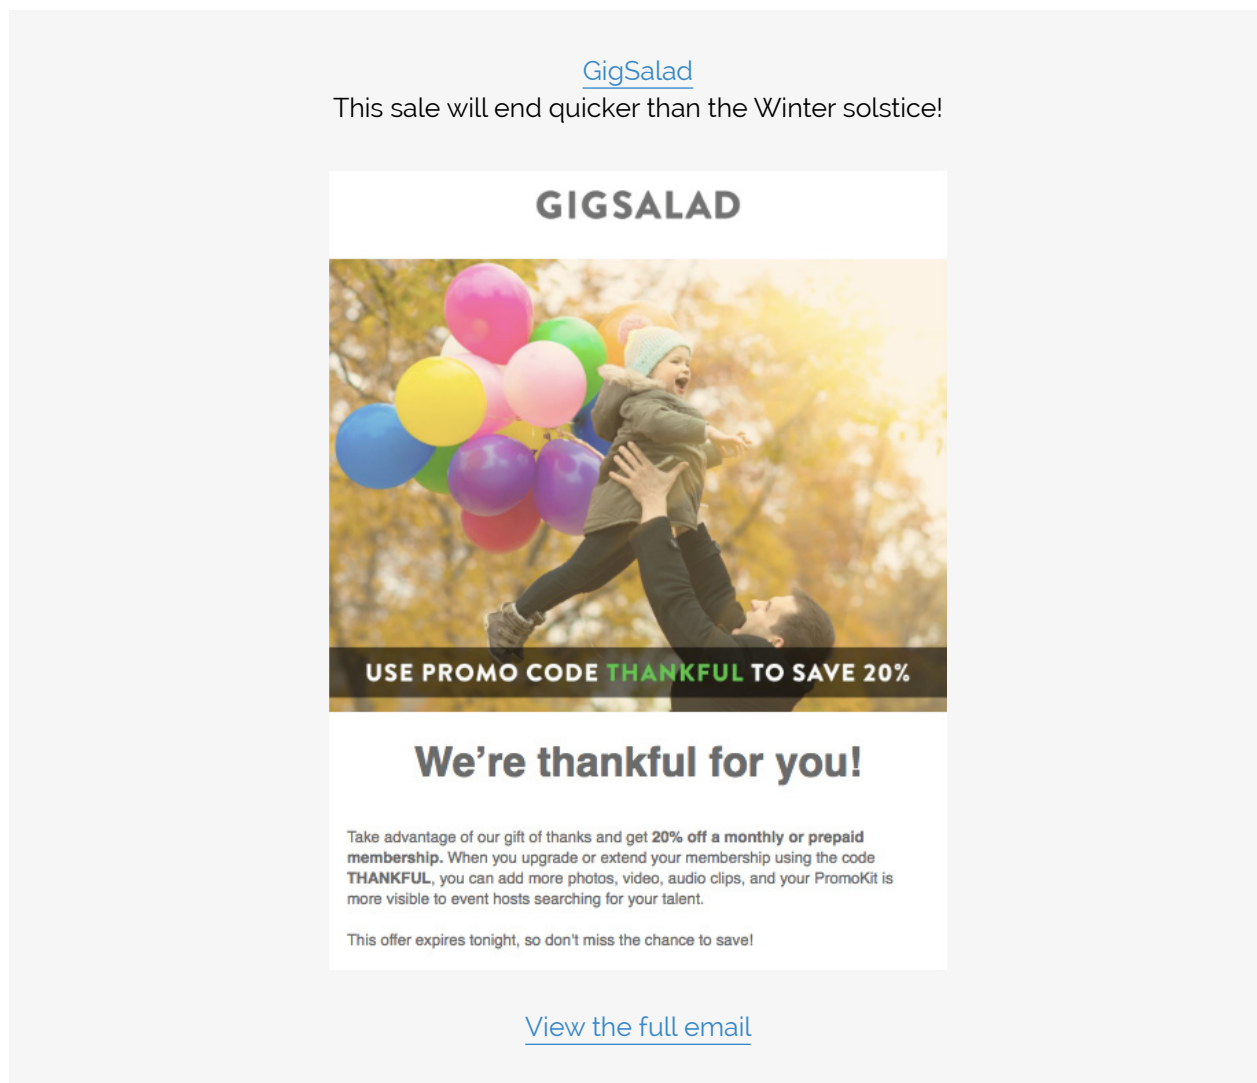 GigSalad
This sale will end quicker than the Winter solstice!
GIGSALAD
USE PROMO CODE THANKFUL TO SAVE 20%
We're thankful for you!
Take advantage of our gift of thanks and get 20% off a monthly or prepaid
membership. When you upgrade or extend your membership using the code
THANKFUL, you can add more photos, video, audio clips, and your PromoKit is
more visible to event hosts searching for your talent.
This offer expires tonight, so don't miss the chance to save!
View the full email